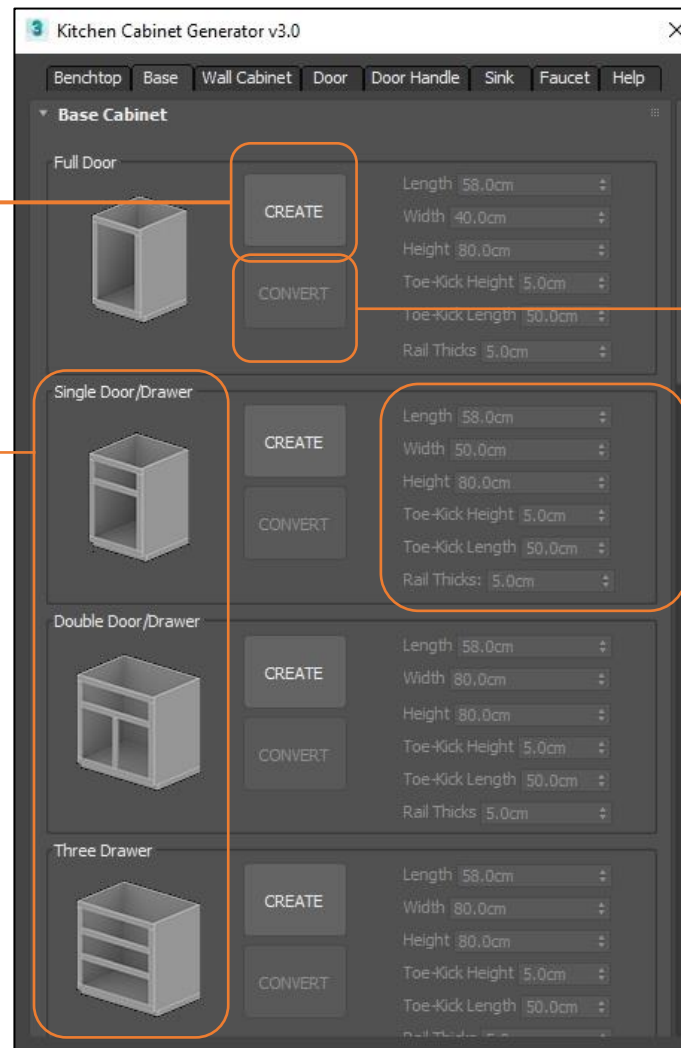 3 Kitchen Cabinet Generator v3.0
Benchtop Base Wall Cabinet Door Door Handle Sink Faucet Help
Base Cabinet
Full Door
CREATE
CONVERT
Length 58.0cm
Width 40.0cm
Height 80.0cm
Toe-Kick Height 5.0cm
Toe-Kick Length 50.0cm
Rail Thicks 5.0cm
Single Door/Drawer
CREATE
CONVERT
Length 58.0cm
Width 50.0cm
Height 80.0cm
Toe-Kick Height 5.0cm
Toe-Kick Length 50.0cm
Rail Thicks: 5.0cm
Double Door/Drawer
CREATE
CONVERT
Length 58.0cm
Width 80.0cm
Height 80.0cm
Toe-Kick Height 5.0cm
Toe-Kick Length 50.0cm
Rail Thicks 5.0cm
Three Drawer
CREATE
CONVERT
Length 58.0cm
Width 80.0cm
Height 80.0cm
Toe-Kick Height 5.0cm
Toe-Kick Length 50.0cm